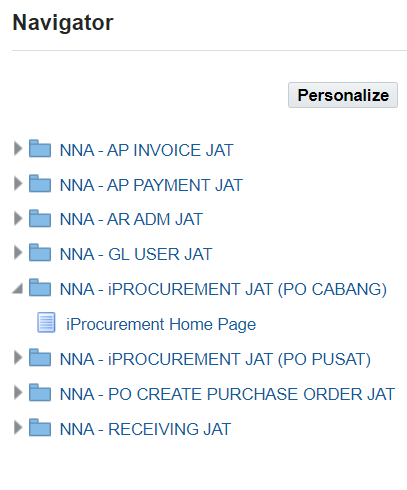 Navigator
Personalize
NNA - AP INVOICE JAT
NNA - AP PAYMENT JAT
NNA - AR ADM JAT
NNA - GL USER JAT
NNA - iPROCUREMENT JAT (PO CABANG)
iProcurement Home Page
NNA - iPROCUREMENT JAT (PO PUSAT)
NNA - PO CREATE PURCHASE ORDER JAT
NNA - RECEIVING JAT